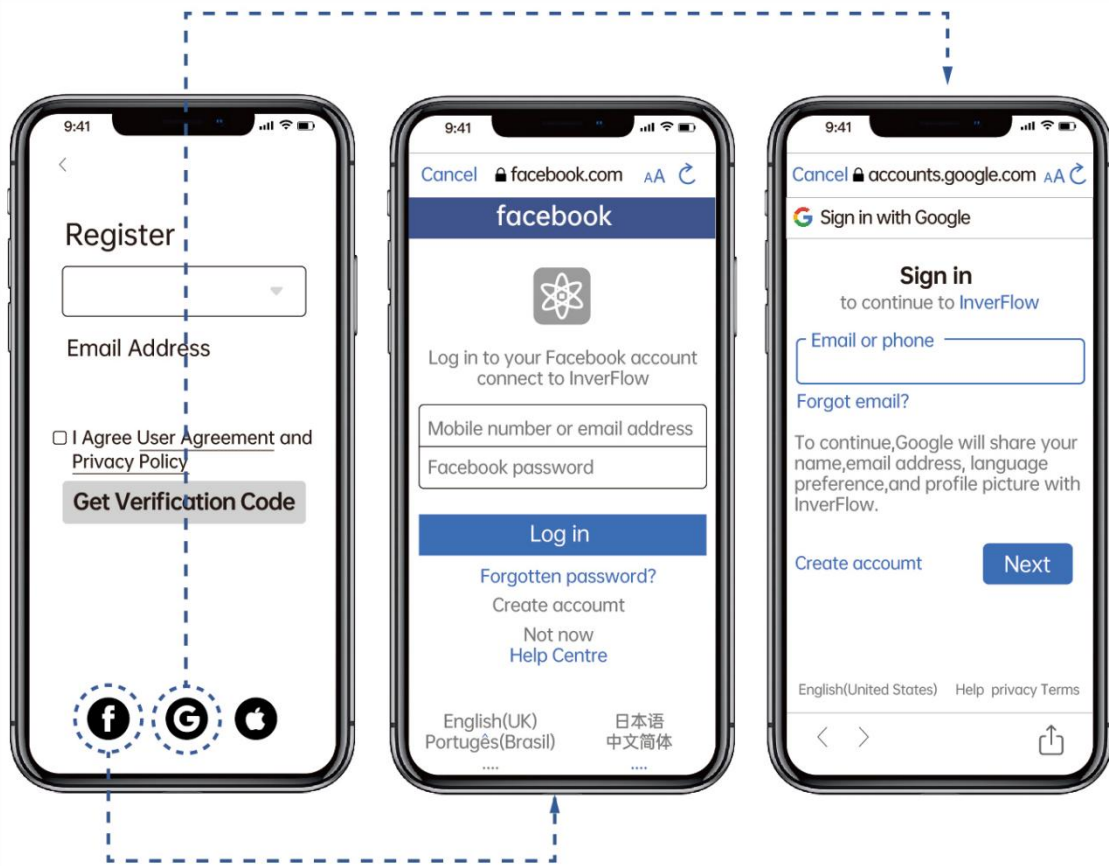 9:41
Register
Email Address
I Agree User Agreement and
Privacy Policy
Get Verification Code
f
G
9:41
Cancel facebook.com AA
facebook
Log in to your Facebook account
connect to InverFlow
Mobile number or email address
Facebook password
Log in
Forgotten password?
Create accoumt
Not now
Help Centre
English(UK) 日本语
Portugês(Brasil) 中文简体
.... ....
9:41
Cancel accounts.google.com AA
G Sign in with Google
Sign in
to continue to InverFlow
Email or phone
Forgot email?
To continue,Google will share your
name,email address, language
preference,and profile picture with
InverFlow.
Create accoumt Next
English(United States) Help privacy Terms